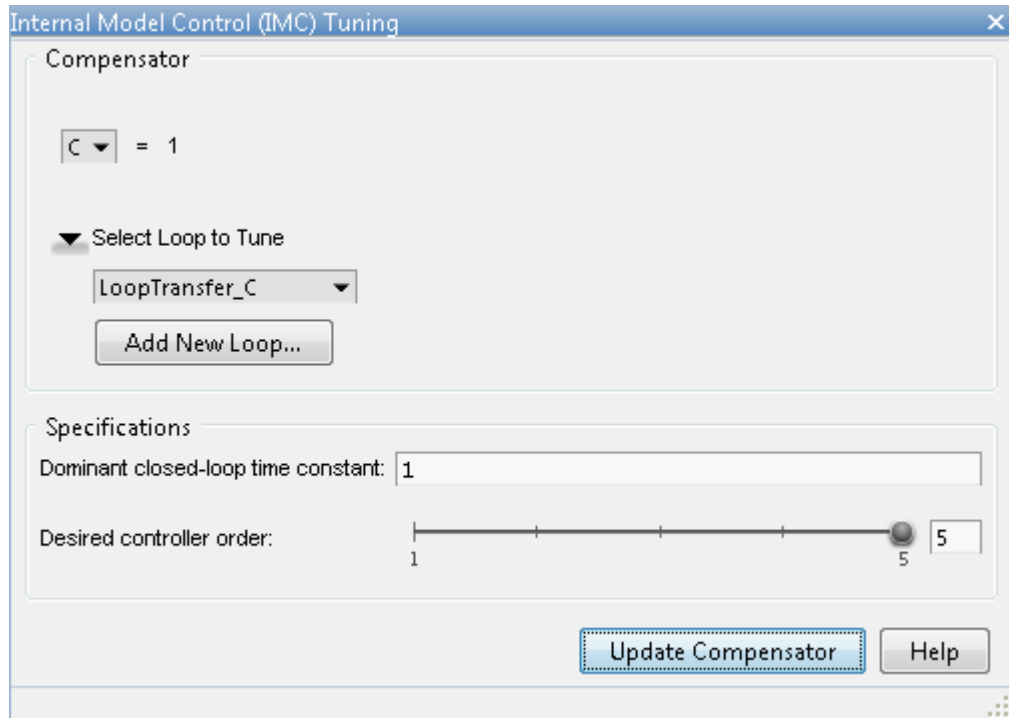 Internal Model Control (IMC) Tuning
Compensator
C = 1
Select Loop to Tune
LoopTransfer_C
Add New Loop...
Specifications
Dominant closed-loop time constant: 1
Desired controller order: 5
1 5
Update Compensator Help